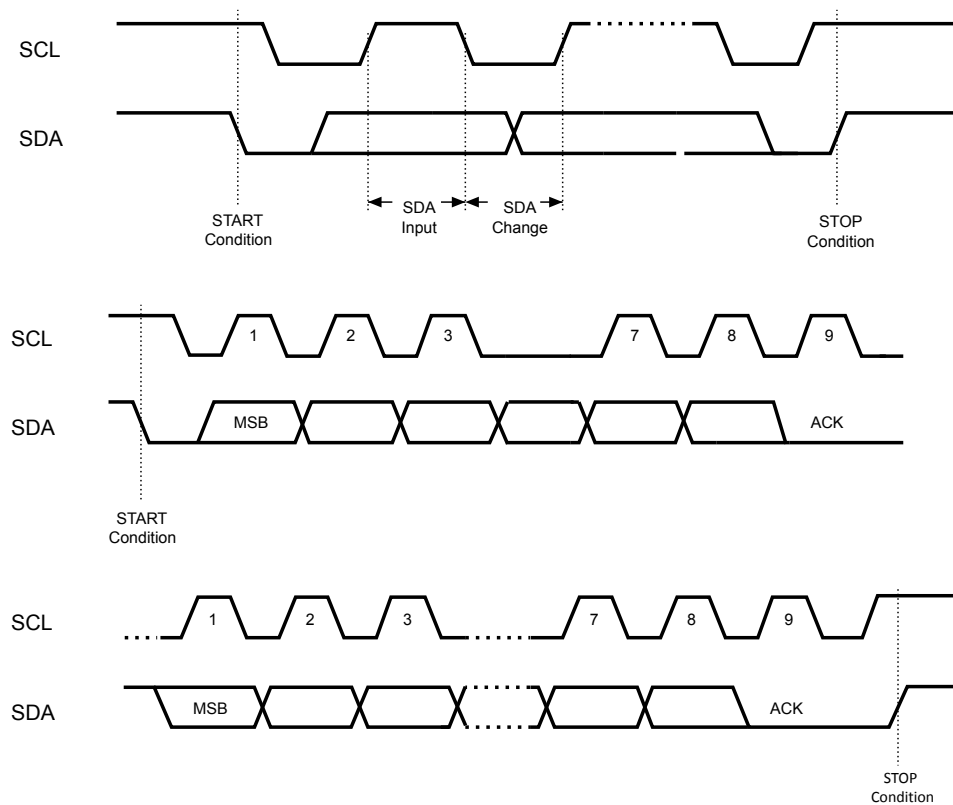 SCL
SDA
START
Condition
SDA
Input
SDA
Change
STOP
Condition
SCL
1
2
3
7
8
9
SDA
MSB
ACK
START
Condition
SCL
1
2
3
7
8
9
SDA
MSB
ACK
STOP
Condition